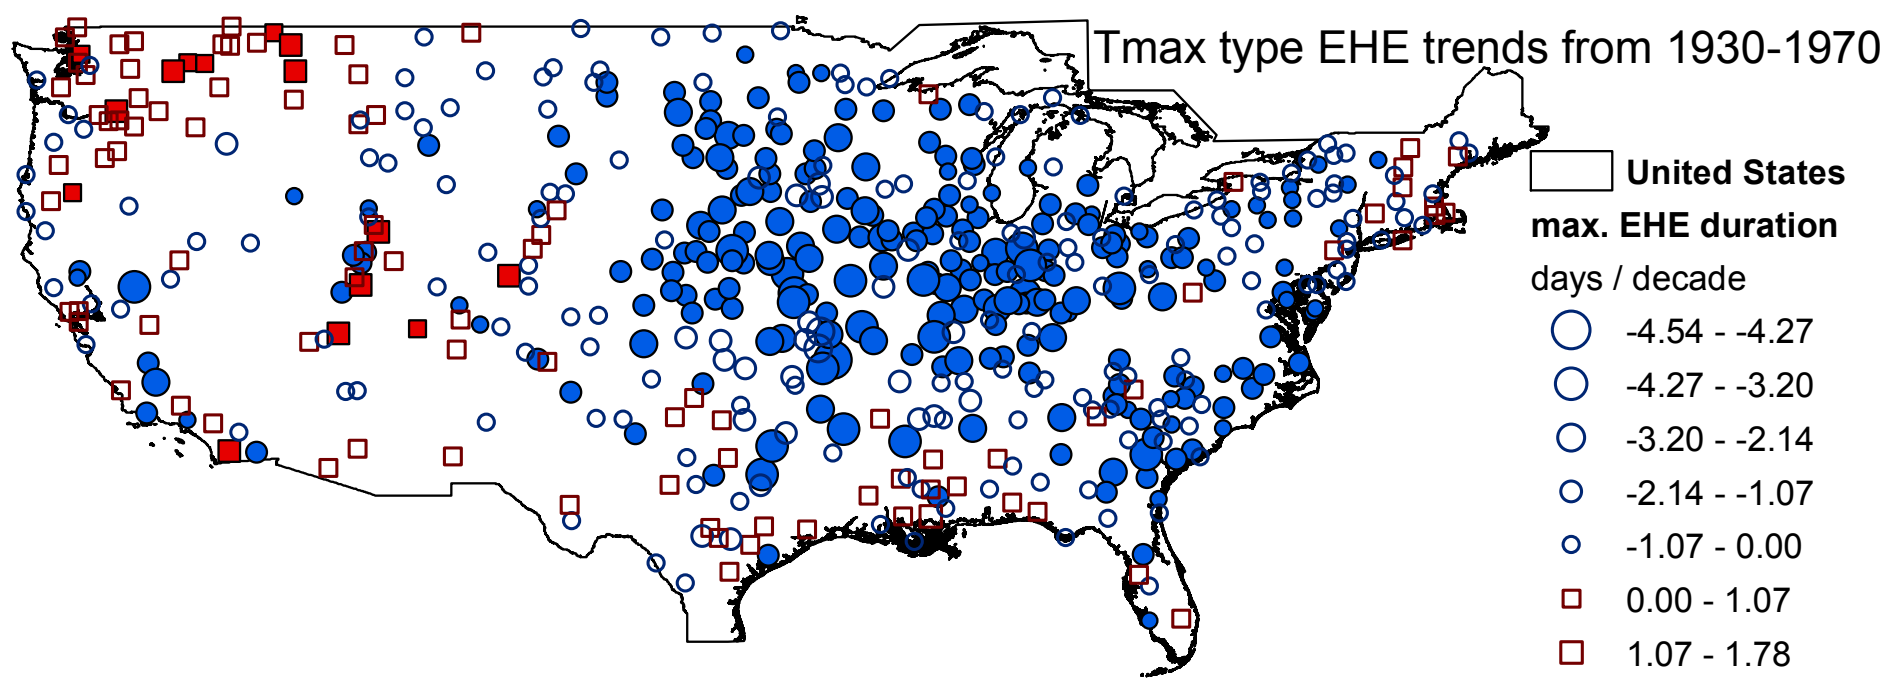 Tmax type EHE trends from 1930-1970
United States
max. EHE duration
days / decade
-4.54 - -4.27
-4.27 - -3.20
-3.20 - -2.14
-2.14 - -1.07
-1.07 - 0.00
0.00 - 1.07
1.07 - 1.78